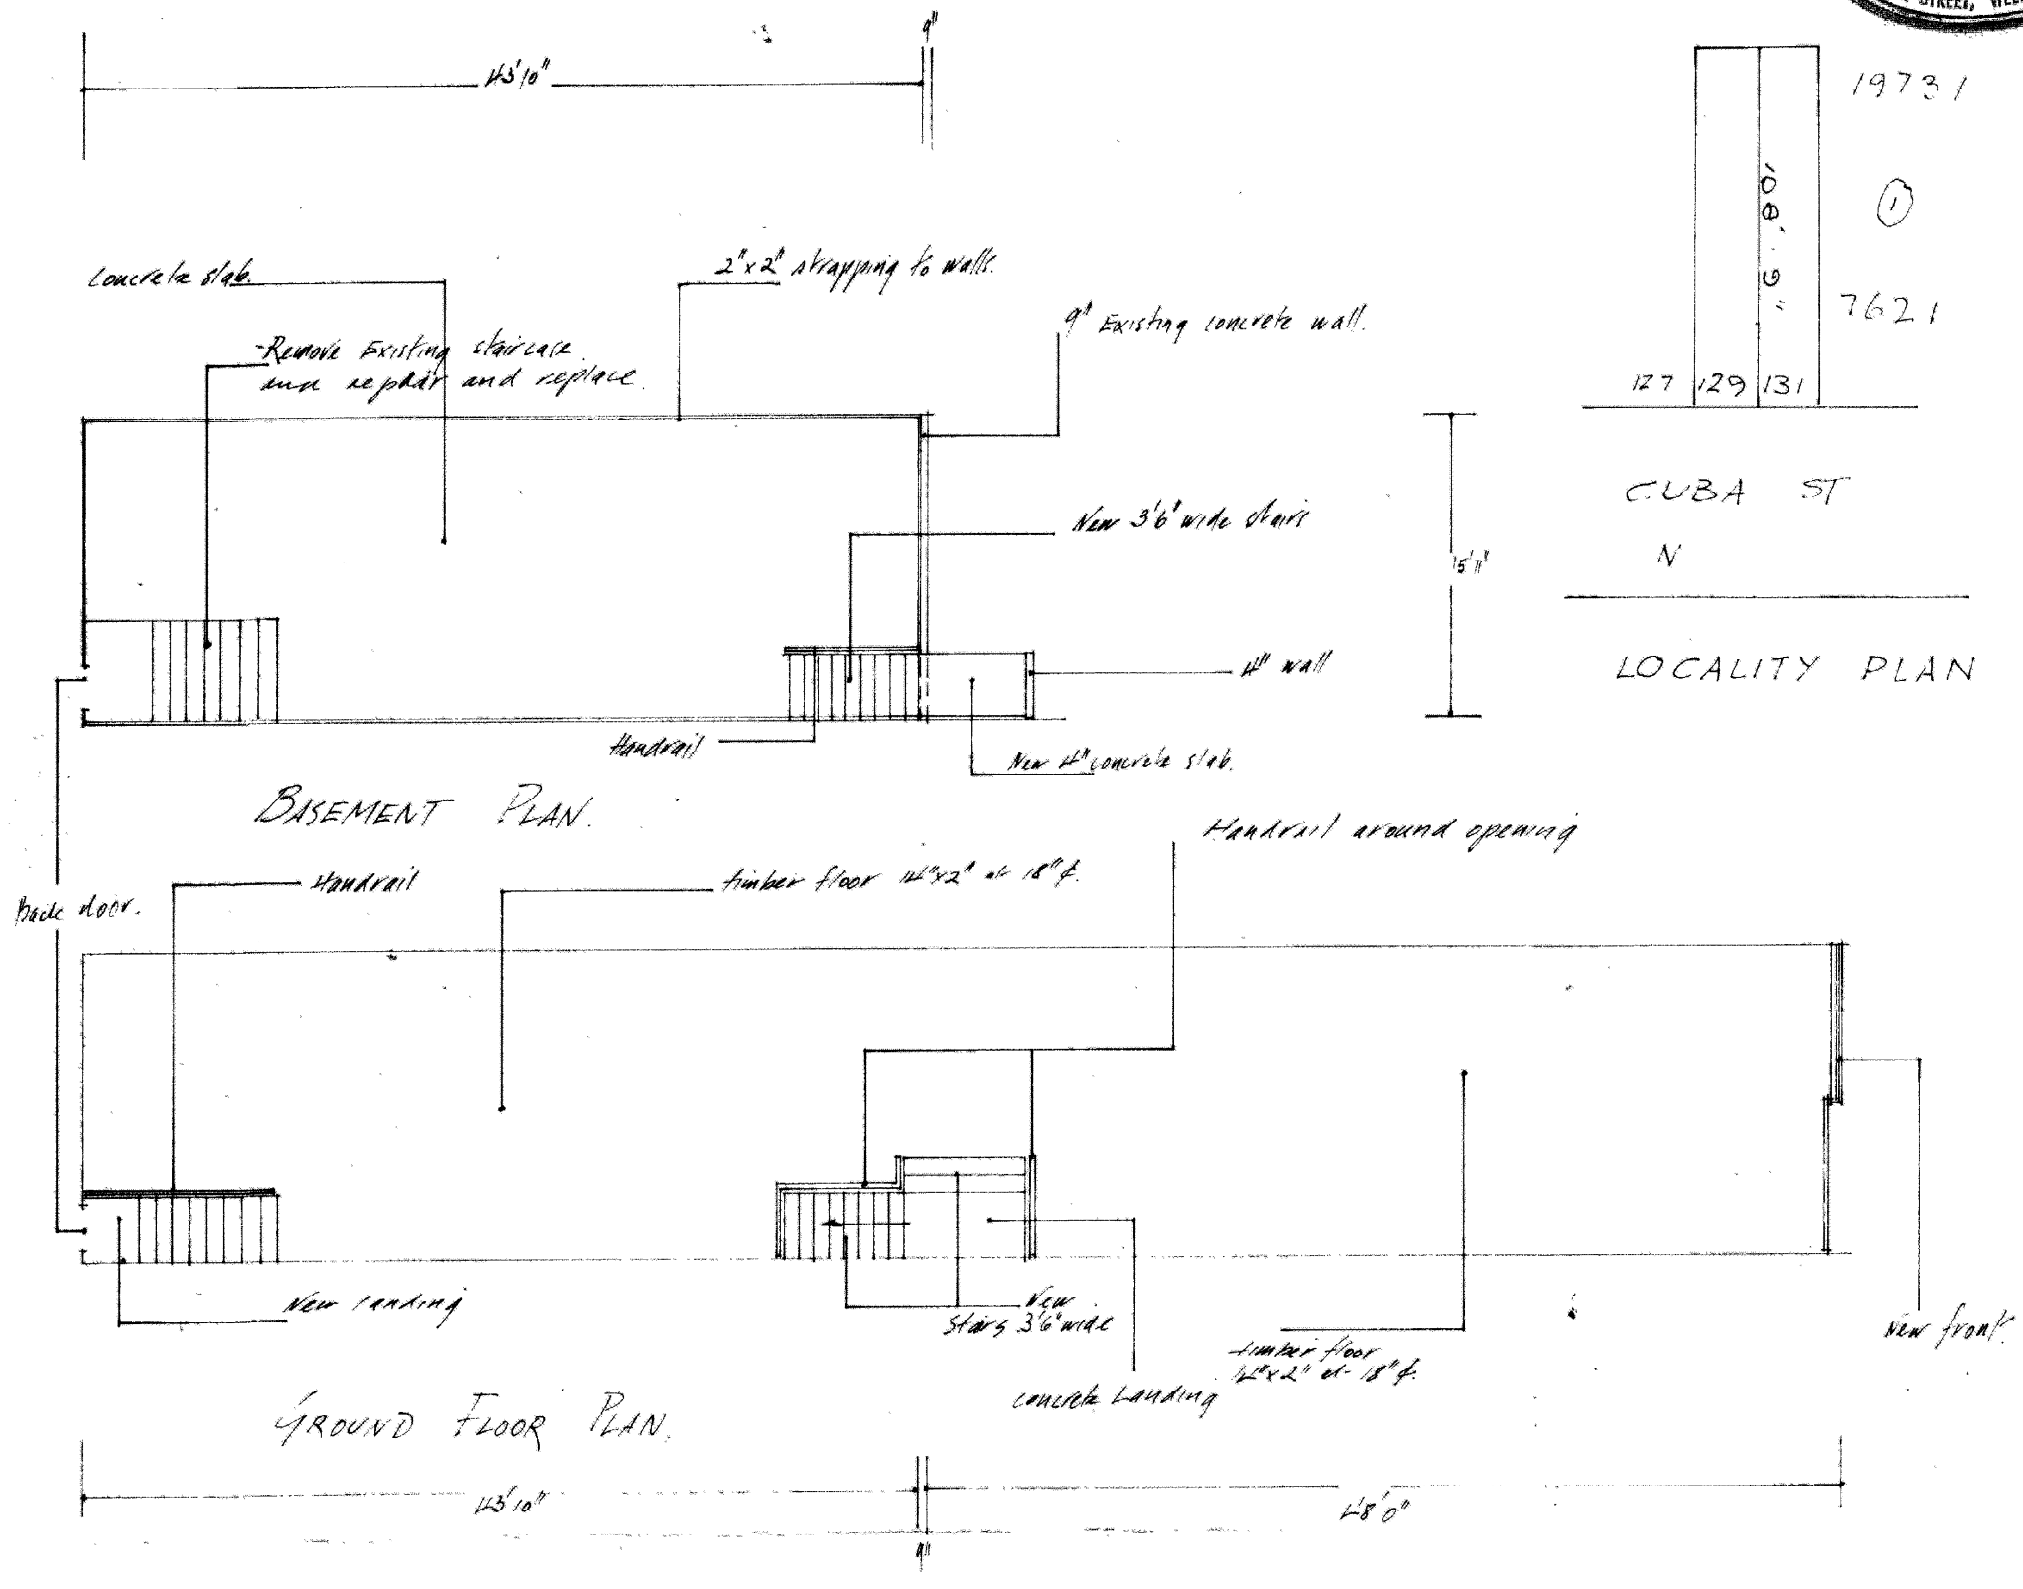 STREET,
9"
43'10"
19731
108'.9"
1
7621
127 129 131
CUBA ST
N
LOCALITY PLAN
Concrete slab.
2"x2" strapping to walls.
9" Existing concrete wall.
Remove Existing staircase
and repair and replace.
New 3'6" wide stairs
15'11"
4" wall
Handrail
New 4" concrete slab.
BASEMENT PLAN.
Handrail around opening
Handrail
timber floor 14"x2" at 18"
Back door.
New landing
New
Stairs 3'6" wide
timber floor
14"x2" at 18"
New front.
Concrete Landing
GROUND FLOOR PLAN.
43'10"
48'0"
9"